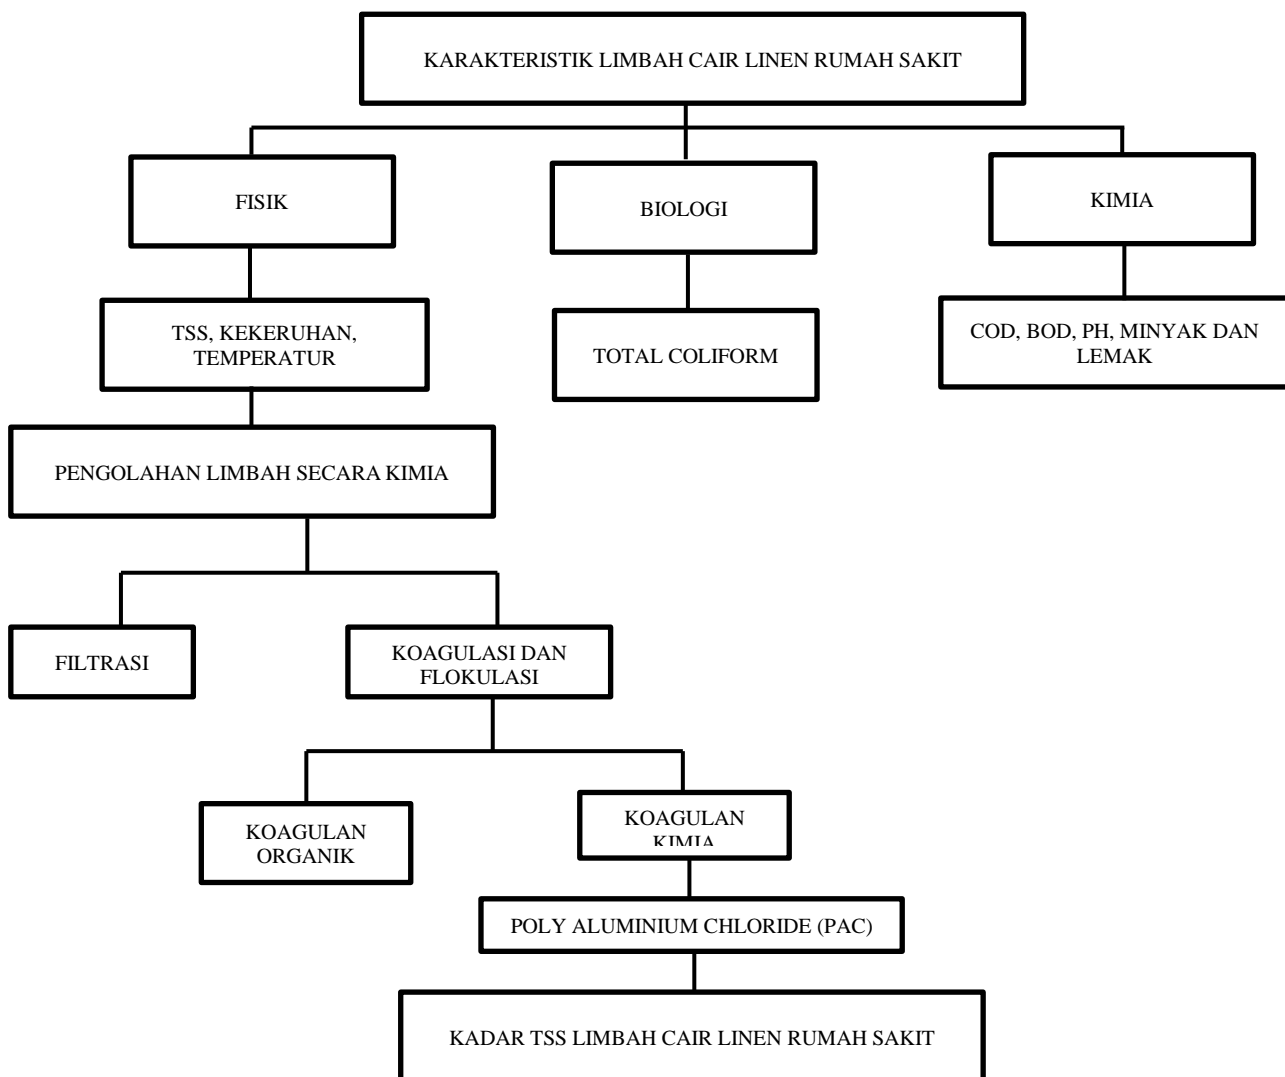 KARAKTERISTIK LIMBAH CAIR LINEN RUMAH SAKIT
FISIK
BIOLOGI
KIMIA
TSS, KEKERUHAN,
TEMPERATUR
TOTAL COLIFORM
COD, BOD, PH, MINYAK DAN
LEMAK
PENGOLAHAN LIMBAH SECARA KIMIA
FILTRASI
KOAGULASI DAN
FLOKULASI
KOAGULAN
ORGANIK
KOAGULAN
KIMIA
POLY ALUMINIUM CHLORIDE (PAC)
KADAR TSS LIMBAH CAIR LINEN RUMAH SAKIT